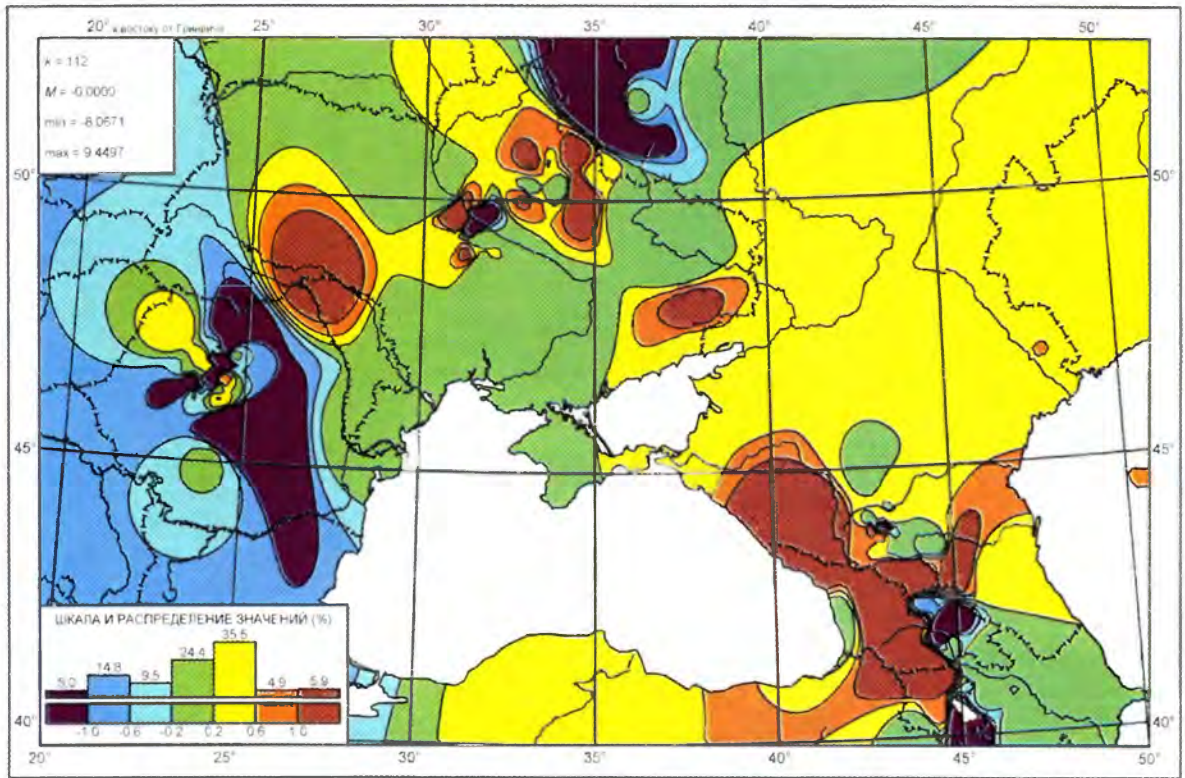 20° к востоку от Гринвича 25° 30° 35° 40° 45° 50°
k = 112
M = -0.0000
min = -8.0671
max = 9.4497
50° 50°
45° 45°
40° 40°
ШКАЛА И РАСПРЕДЕЛЕНИЕ ЗНАЧЕНИЙ (%)
5.0 14.8 9.5 24.4 35.5 4.9 5.9
-1.0 -0.6 -0.2 0.2 0.6 1.0
20° 25° 30° 35° 40° 45° 50°